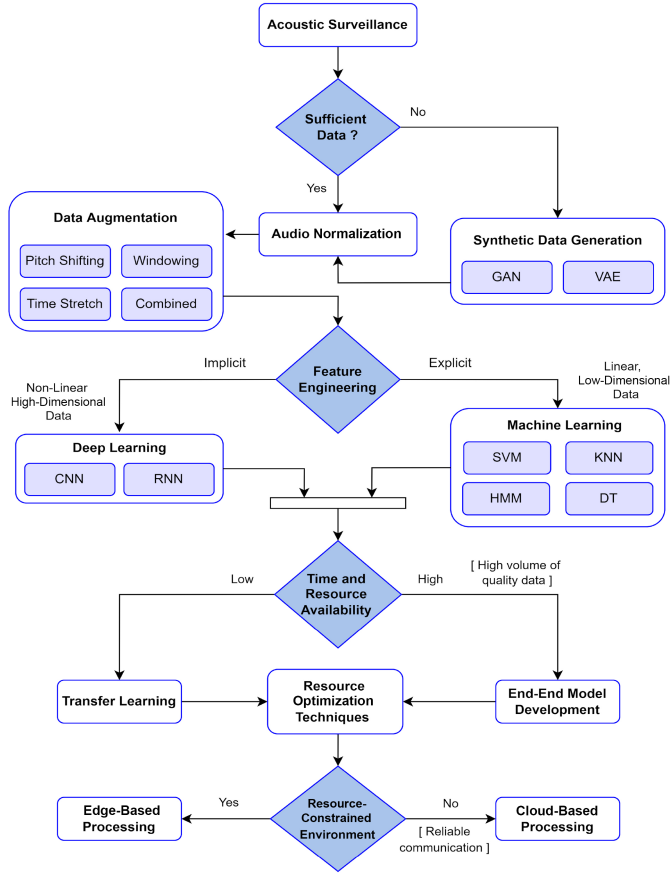 Acoustic Surveillance
Sufficient
Data ?
No
Yes
Data Augmentation
Pitch Shifting
Windowing
Time Stretch
Combined
Audio Normalization
Synthetic Data Generation
GAN
VAE
Feature
Engineering
Implicit
Explicit
Non-Linear
High-Dimensional
Data
Linear,
Low-Dimensional
Data
Deep Learning
CNN
RNN
Machine Learning
SVM
KNN
HMM
DT
Time and
Resource
Availability
Low
High
[ High volume of
quality data ]
Transfer Learning
Resource
Optimization
Techniques
End-End Model
Development
Resource-
Constrained
Environment
Yes
No
[ Reliable
communication ]
Edge-Based
Processing
Cloud-Based
Processing